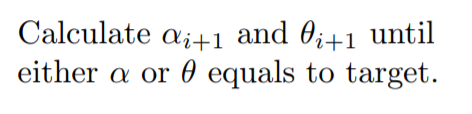 Calculate α_{i+1} and θ_{i+1} until
either α or θ equals to target.